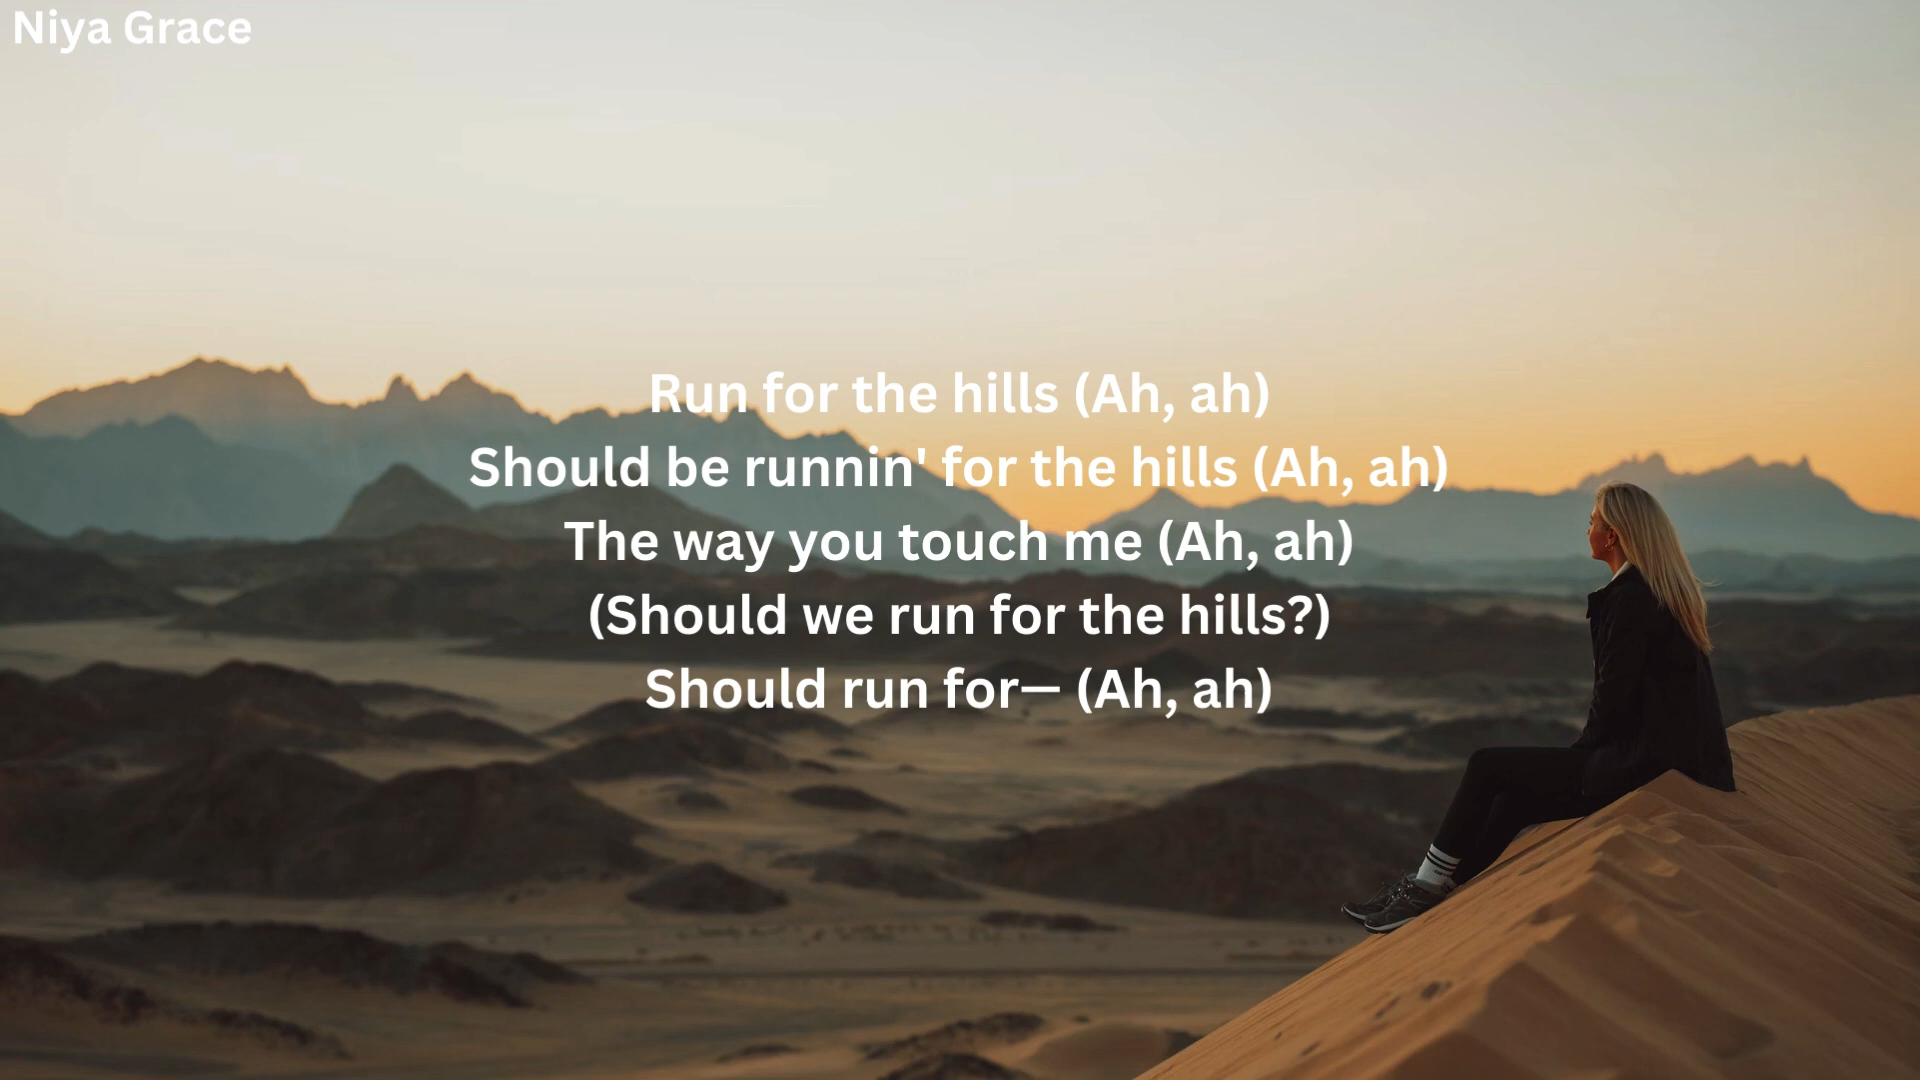 Niya Grace
Run for the hills (Ah, ah)
Should be runnin' for the hills (Ah, ah)
The way you touch me (Ah, ah)
(Should we run for the hills?)
Should run for— (Ah, ah)